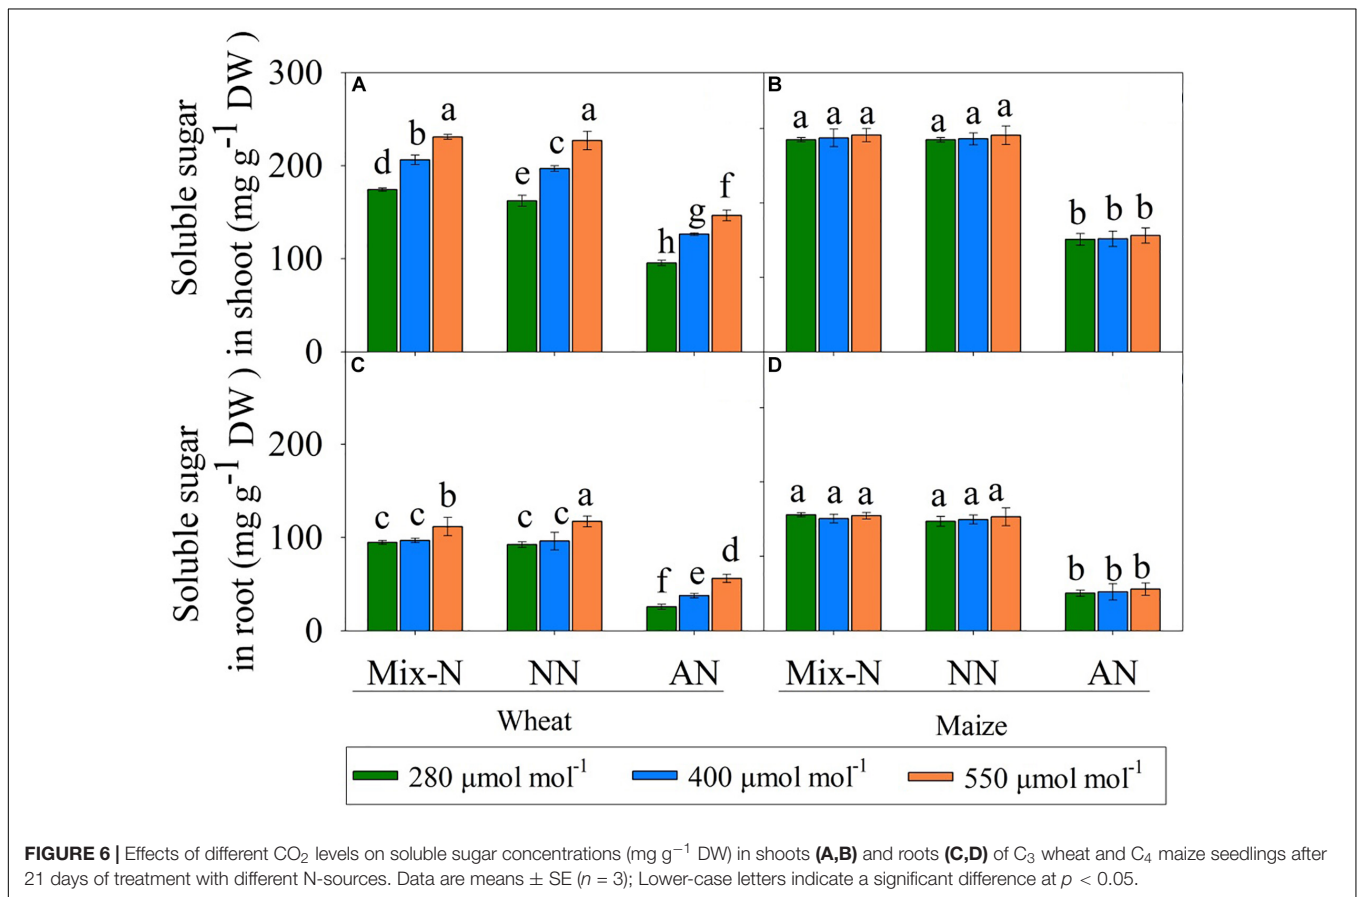 Soluble sugar
in shoot (mg g-1 DW )
300
200
100
0
A
d b a
e c a
h g f
B
a a a
a a a
b b b
Soluble sugar
in root (mg g-1 DW )
200
100
0
C
c c b
c c a
f e d
D
a a a
a a a
b b b
Mix-N NN AN Mix-N NN AN
Wheat Maize
280 μmol mol-1 400 μmol mol-1 550 μmol mol-1
FIGURE 6 | Effects of different CO2 levels on soluble sugar concentrations (mg g−1 DW) in shoots (A,B) and roots (C,D) of C3 wheat and C4 maize seedlings after
21 days of treatment with different N-sources. Data are means ± SE (n = 3); Lower-case letters indicate a significant difference at p < 0.05.